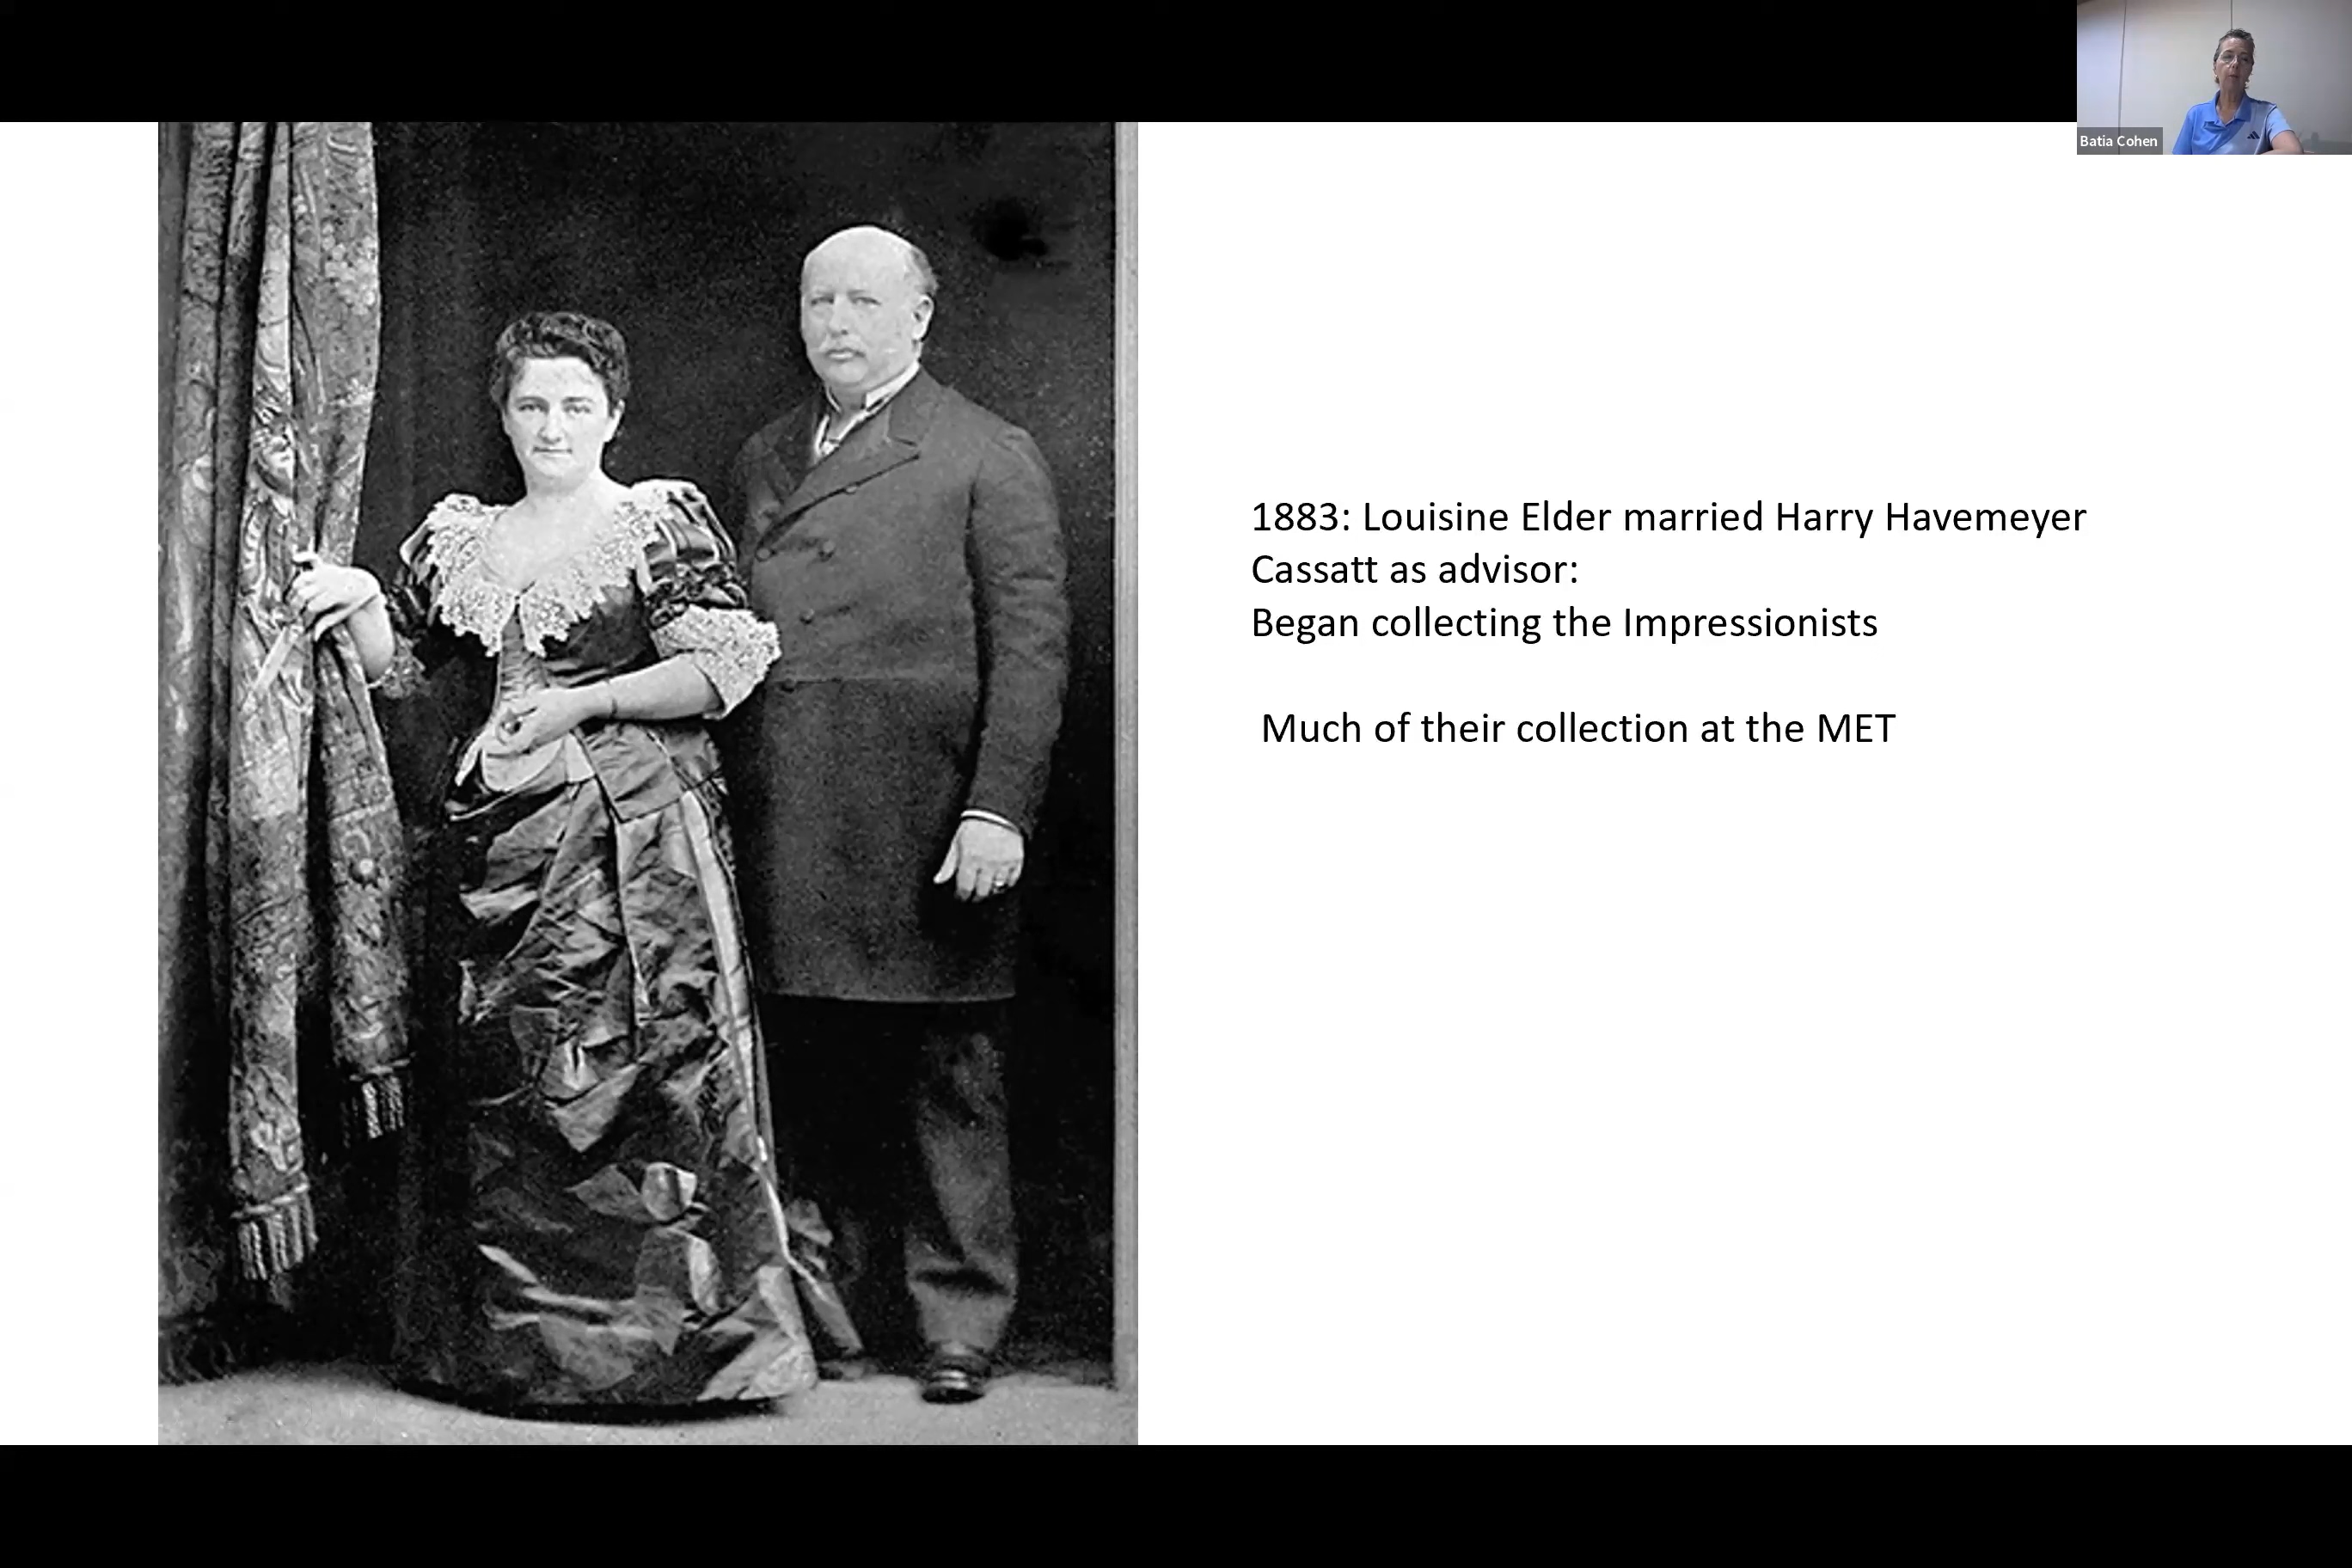 Batia Cohen
1883: Louisine Elder married Harry Havemeyer
Cassatt as advisor:
Began collecting the Impressionists
Much of their collection at the MET